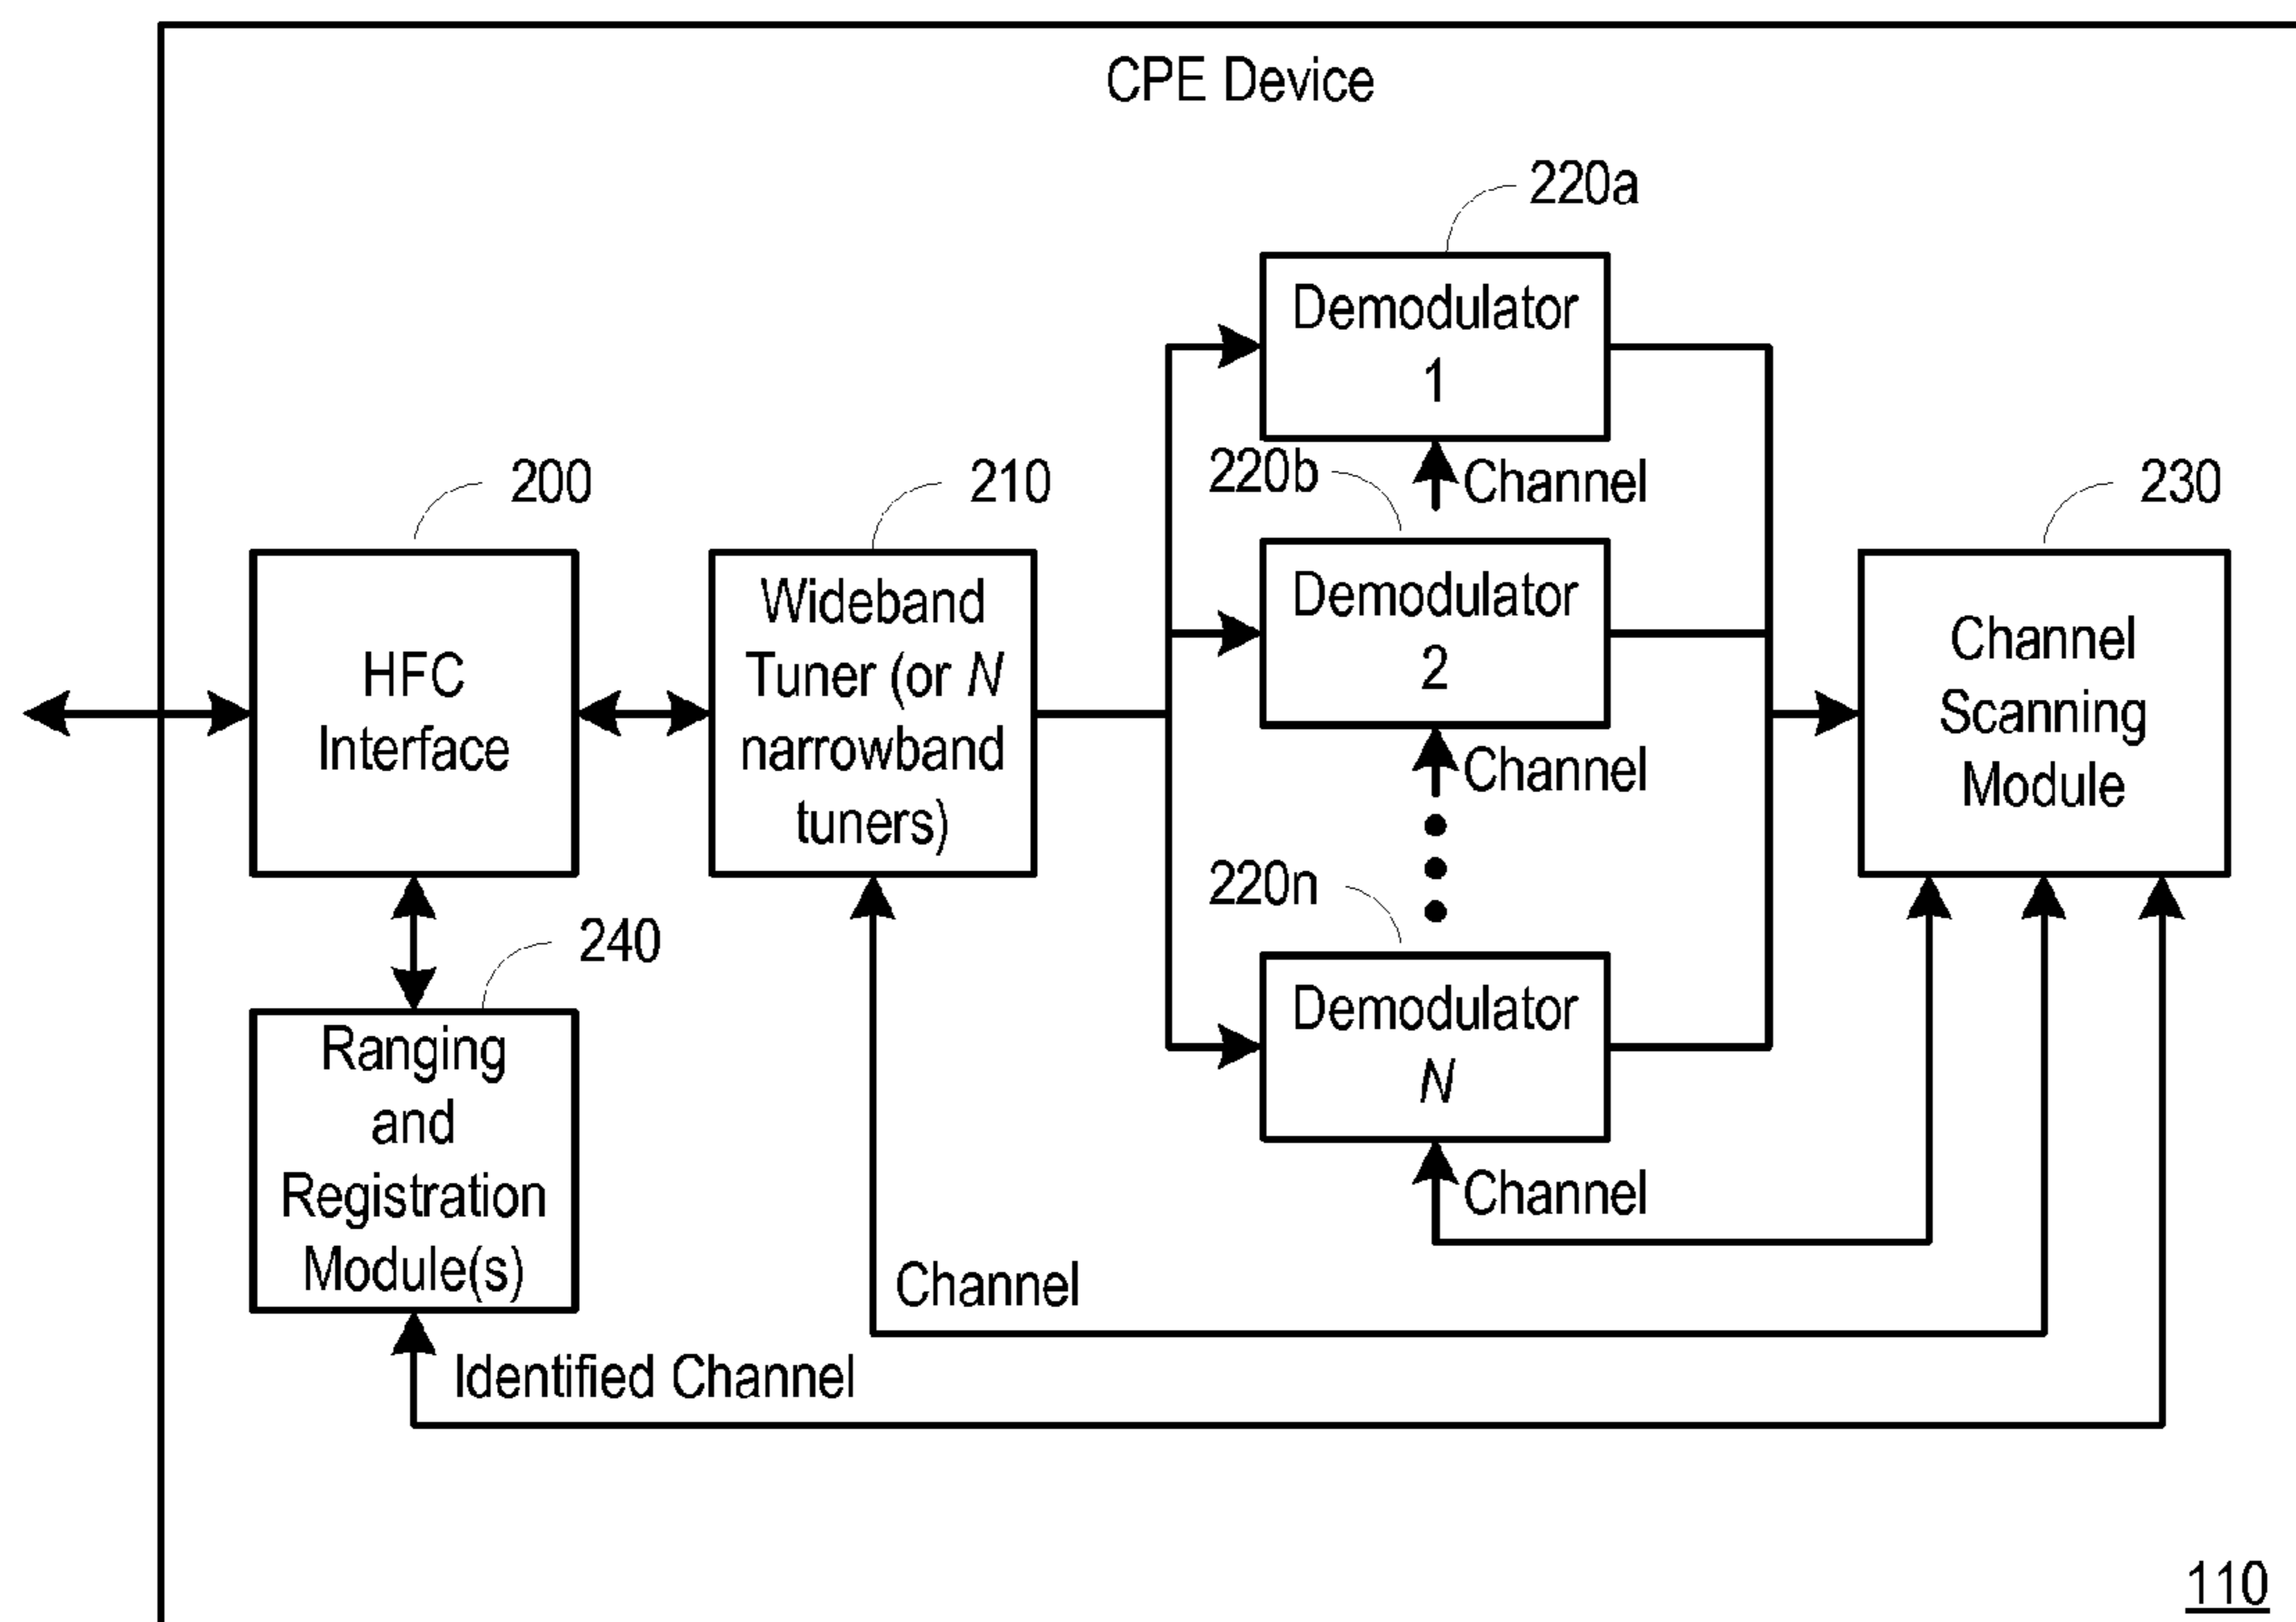 CPE Device
220a
Demodulator
1
220b
Channel
200
210
230
HFC
Interface
Wideband
Tuner (or N
narrowband
tuners)
Demodulator
2
Channel
Channel
Scanning
Module
220n
240
Ranging
and
Registration
Module(s)
Demodulator
N
Channel
Channel
Identified Channel
110